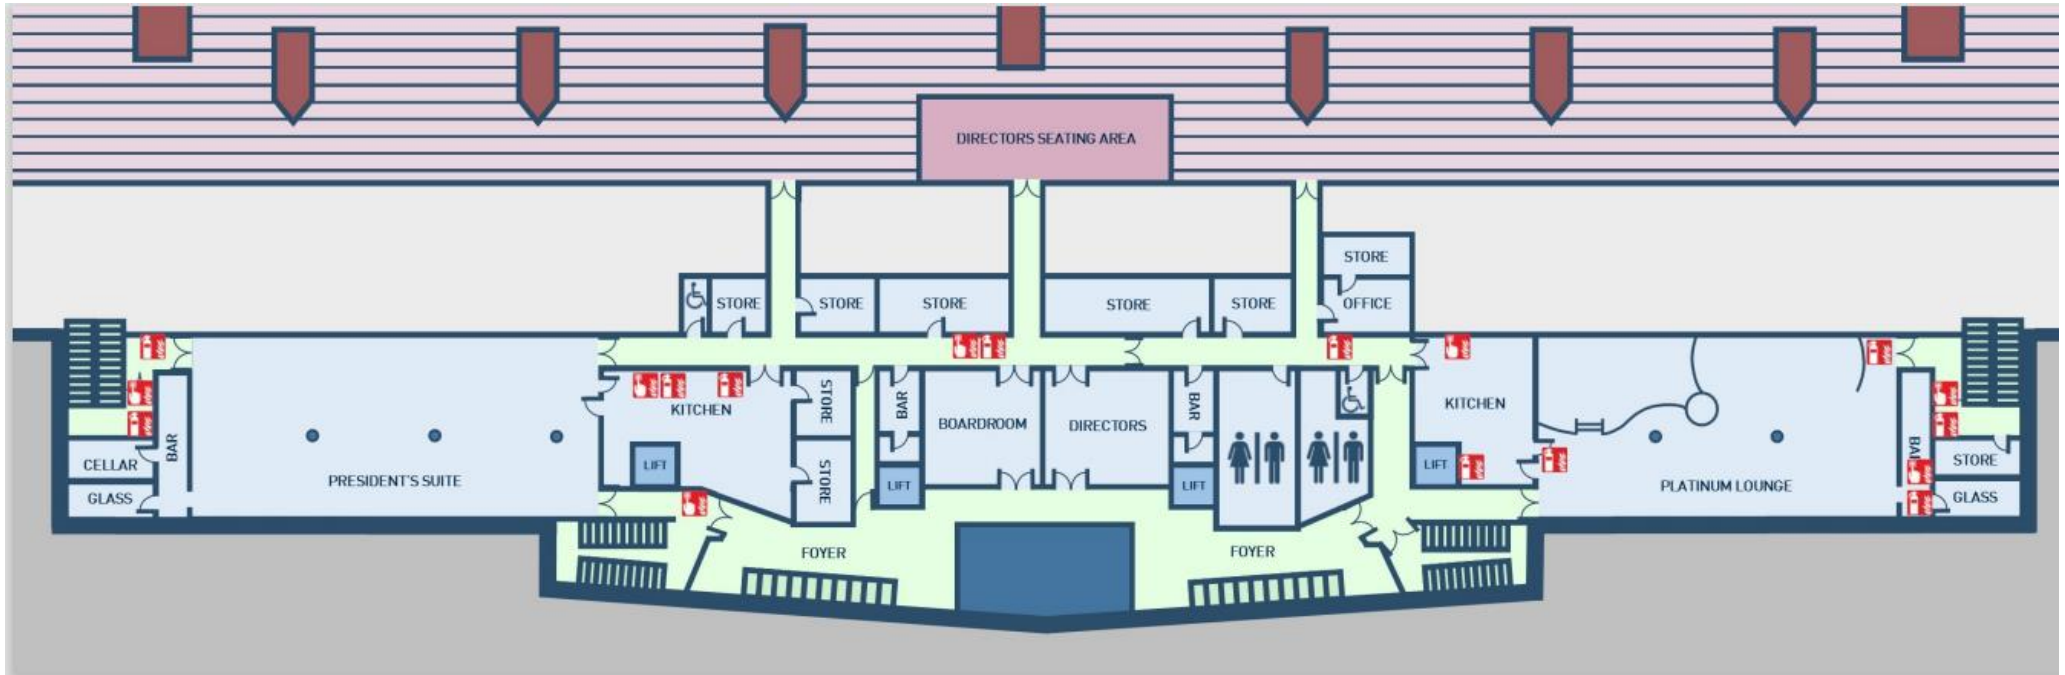 DIRECTORS SEATING AREA
STORE
STORE
STORE
STORE
STORE
STORE
OFFICE
KITCHEN
STORE
BAR
BOARDROOM
DIRECTORS
BAR
KITCHEN
CELLAR
GLASS
BAR
PRESIDENT'S SUITE
LIFT
STORE
LIFT
LIFT
LIFT
PLATINUM LOUNGE
BA
STORE
GLASS
FOYER
FOYER